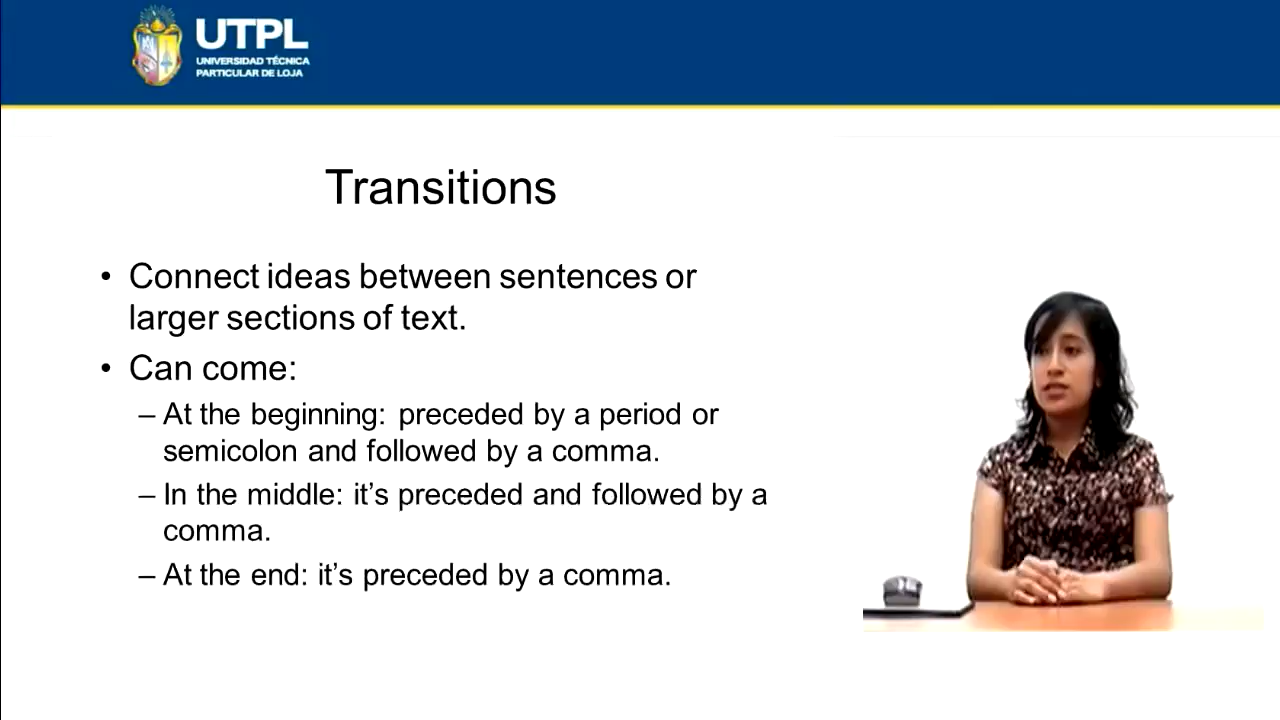 UTPL
UNIVERSIDAD TÉCNICA
PARTICULAR DE LOJA
Transitions
• Connect ideas between sentences or
larger sections of text.
• Can come:
– At the beginning: preceded by a period or
semicolon and followed by a comma.
– In the middle: it’s preceded and followed by a
comma.
– At the end: it’s preceded by a comma.